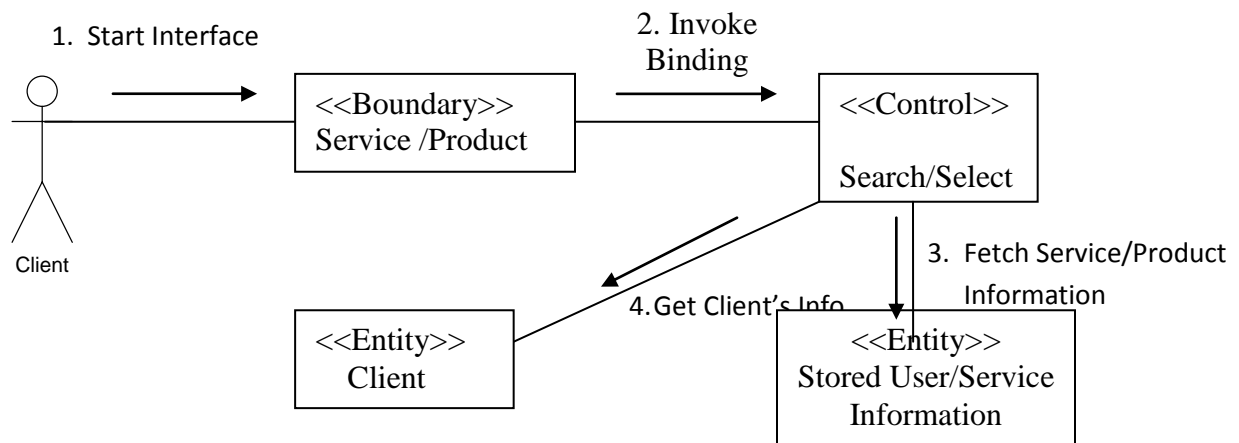 1. Start Interface
2. Invoke
Binding
<<Boundary>>
Service /Product
<<Control>>
Search/Select
Client
3. Fetch Service/Product
Information
4.Get Client's Info
<<Entity>>
Client
<<Entity>>
Stored User/Service
Information